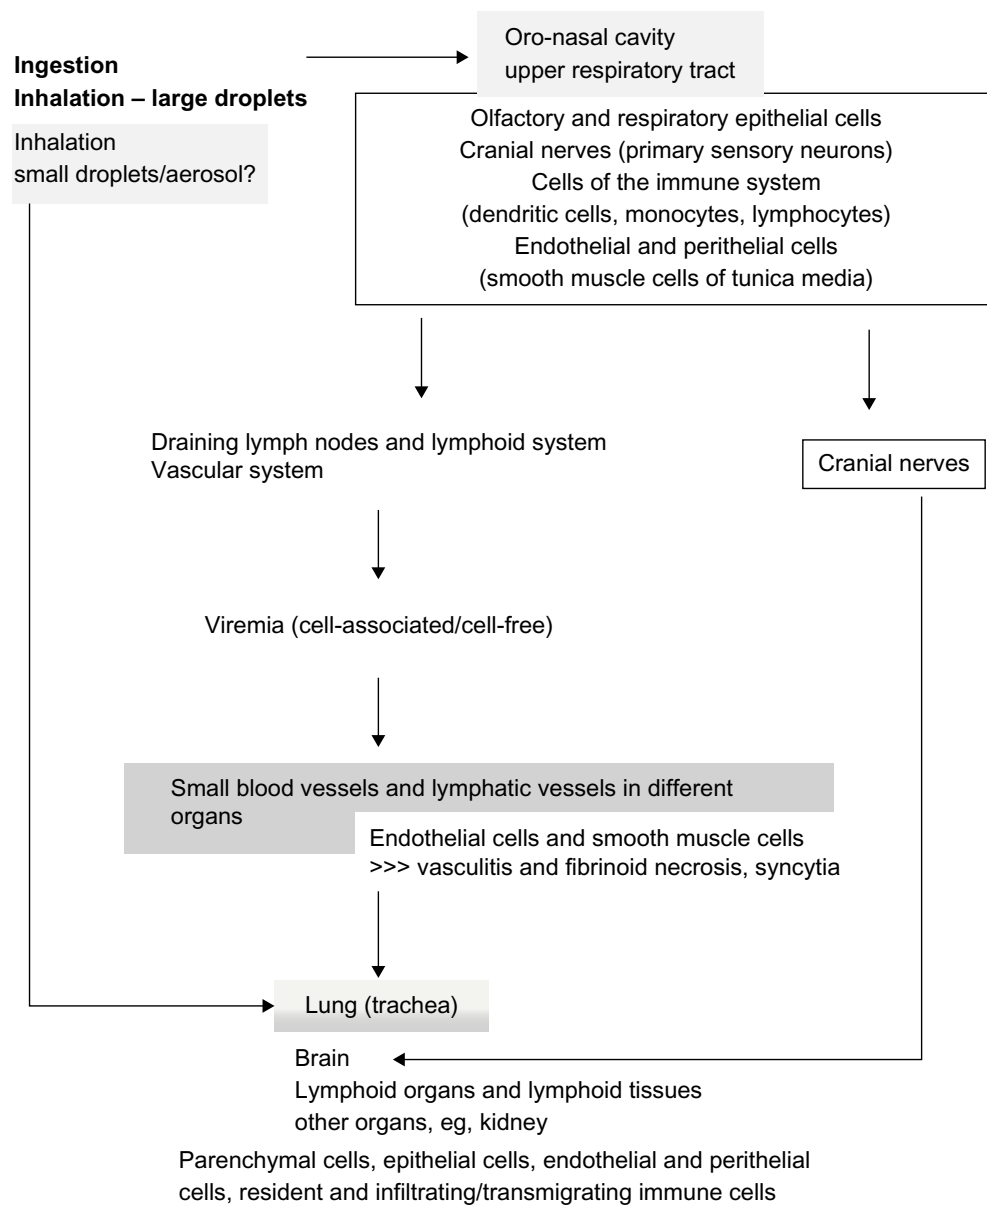 Oro-nasal cavity
upper respiratory tract
Ingestion
Inhalation – large droplets
Inhalation
small droplets/aerosol?
Olfactory and respiratory epithelial cells
Cranial nerves (primary sensory neurons)
Cells of the immune system
(dendritic cells, monocytes, lymphocytes)
Endothelial and perithelial cells
(smooth muscle cells of tunica media)
Draining lymph nodes and lymphoid system
Vascular system
Cranial nerves
Viremia (cell-associated/cell-free)
Small blood vessels and lymphatic vessels in different
organs
Endothelial cells and smooth muscle cells
>>> vasculitis and fibrinoid necrosis, syncytia
Lung (trachea)
Brain
Lymphoid organs and lymphoid tissues
other organs, eg, kidney
Parenchymal cells, epithelial cells, endothelial and perithelial
cells, resident and infiltrating/transmigrating immune cells